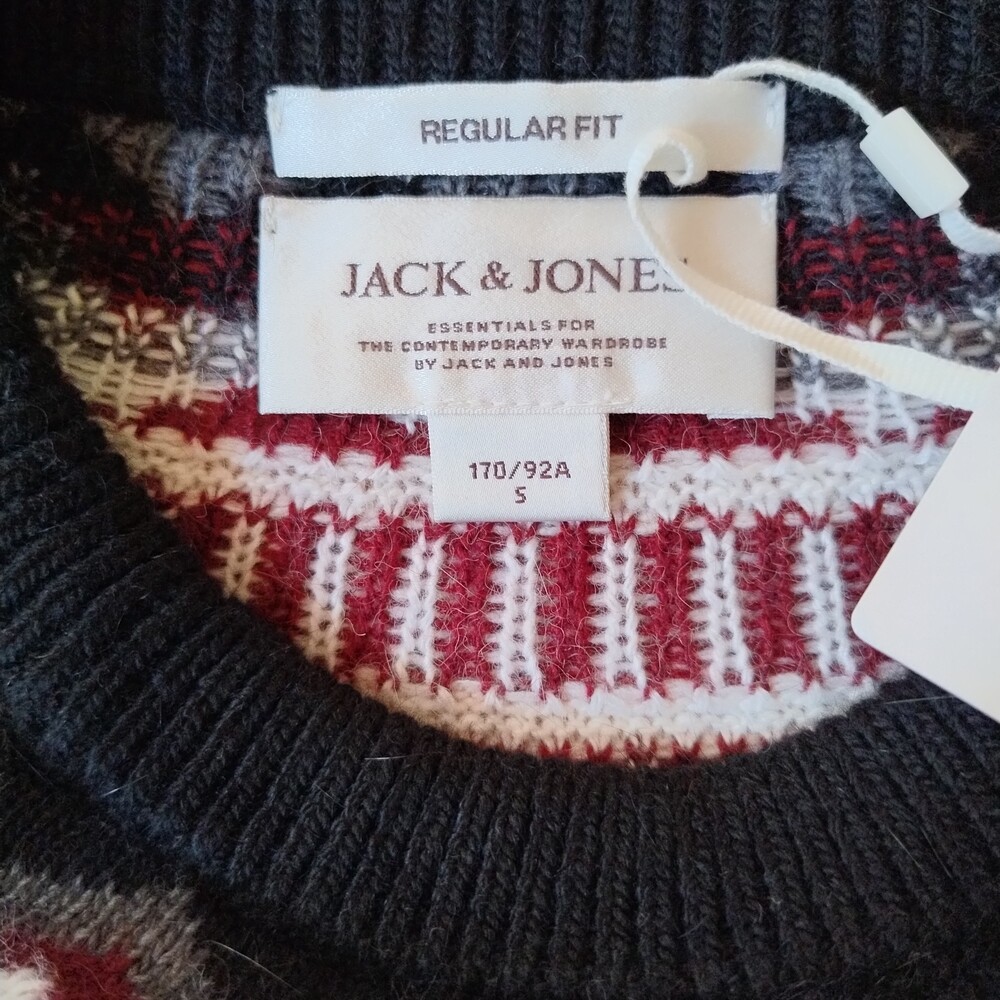 REGULAR FIT
JACK & JONES
ESSENTIALS FOR
THE CONTEMPORARY WARDROBE
BY JACK AND JONES
170/92A
S